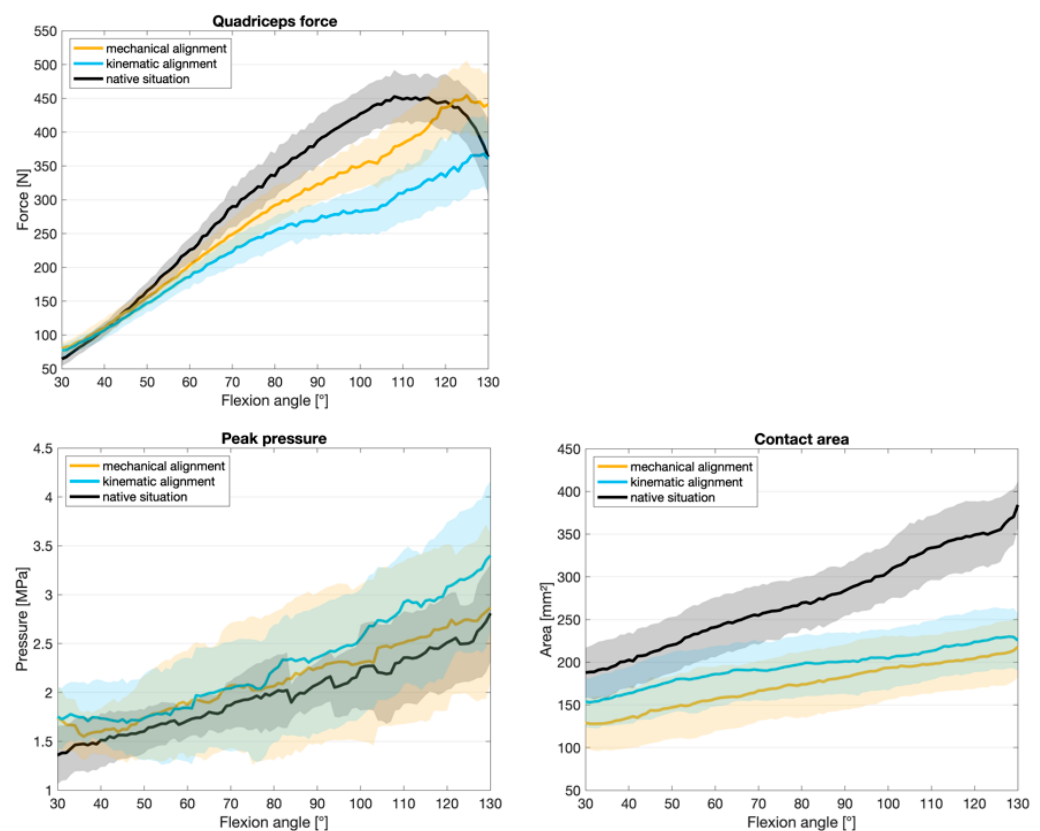 Quadriceps force
550
500
450
400
350
300
250
200
150
100
50
Force [N]
mechanical alignment
kinematic alignment
native situation
30 40 50 60 70 80 90 100 110 120 130
Flexion angle [°]
Peak pressure
4.5
4
3.5
3
2.5
2
1.5
1
Pressure [MPa]
mechanical alignment
kinematic alignment
native situation
30 40 50 60 70 80 90 100 110 120 130
Flexion angle [°]
Contact area
450
400
350
300
250
200
150
100
50
Area [mm²]
mechanical alignment
kinematic alignment
native situation
30 40 50 60 70 80 90 100 110 120 130
Flexion angle [°]